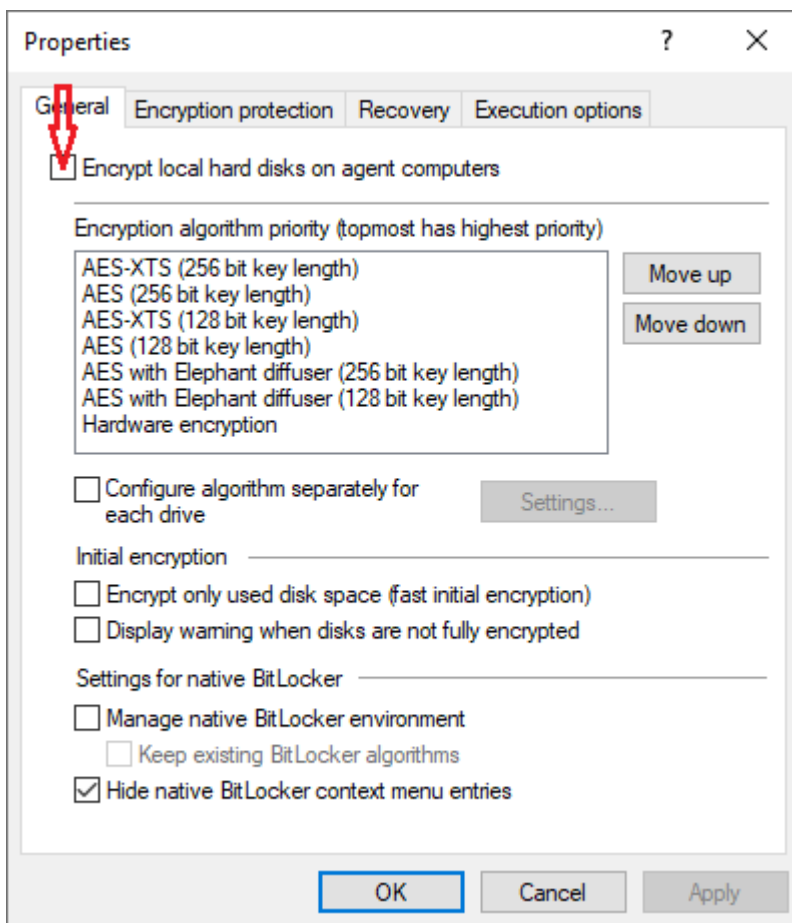 Properties
General Encryption protection Recovery Execution options
Encrypt local hard disks on agent computers
Encryption algorithm priority (topmost has highest priority)
AES-XTS (256 bit key length)
AES (256 bit key length)
AES-XTS (128 bit key length)
AES (128 bit key length)
AES with Elephant diffuser (256 bit key length)
AES with Elephant diffuser (128 bit key length)
Hardware encryption
Move up
Move down
Configure algorithm separately for
each drive
Settings...
Initial encryption
Encrypt only used disk space (fast initial encryption)
Display warning when disks are not fully encrypted
Settings for native BitLocker
Manage native BitLocker environment
Keep existing BitLocker algorithms
Hide native BitLocker context menu entries
OK Cancel Apply